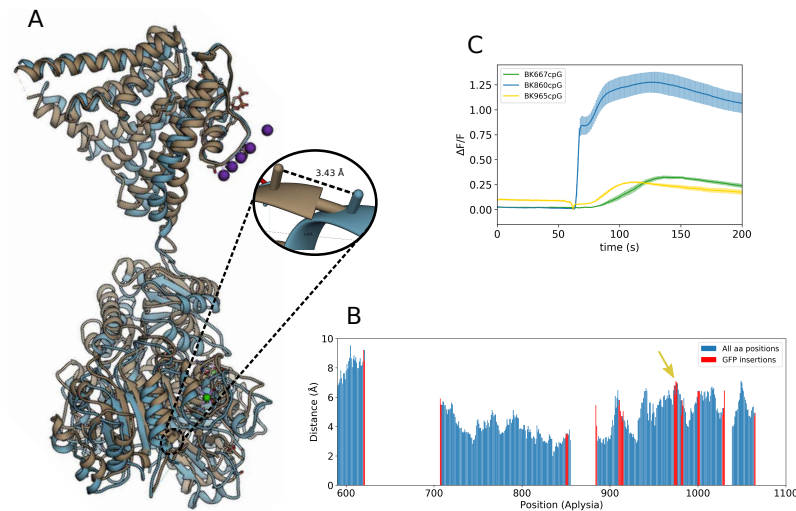 A
3.43 Å
C
BK667cpG
BK860cpG
BK965cpG
ΔF/F
1.25
1.00
0.75
0.50
0.25
0.00
0 50 100 150 200
time (s)
B
All aa positions
GFP insertions
Distance (Å)
10
8
6
4
2
0
600 700 800 900 1000 1100
Position (Aplysia)